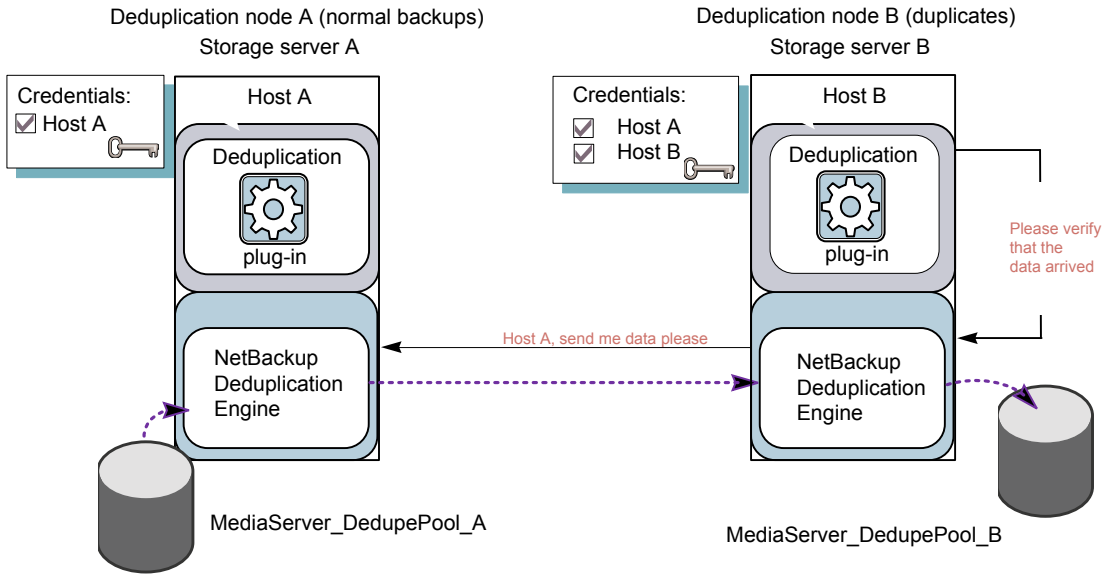 Deduplication node A (normal backups)
Storage server A
Credentials:
Host A
Host A
Deduplication
plug-in
NetBackup
Deduplication
Engine
MediaServer_DedupePool_A
Deduplication node B (duplicates)
Storage server B
Credentials:
Host A
Host B
Host B
Deduplication
plug-in
Please verify
that the
data arrived
Host A, send me data please
NetBackup
Deduplication
Engine
MediaServer_DedupePool_B